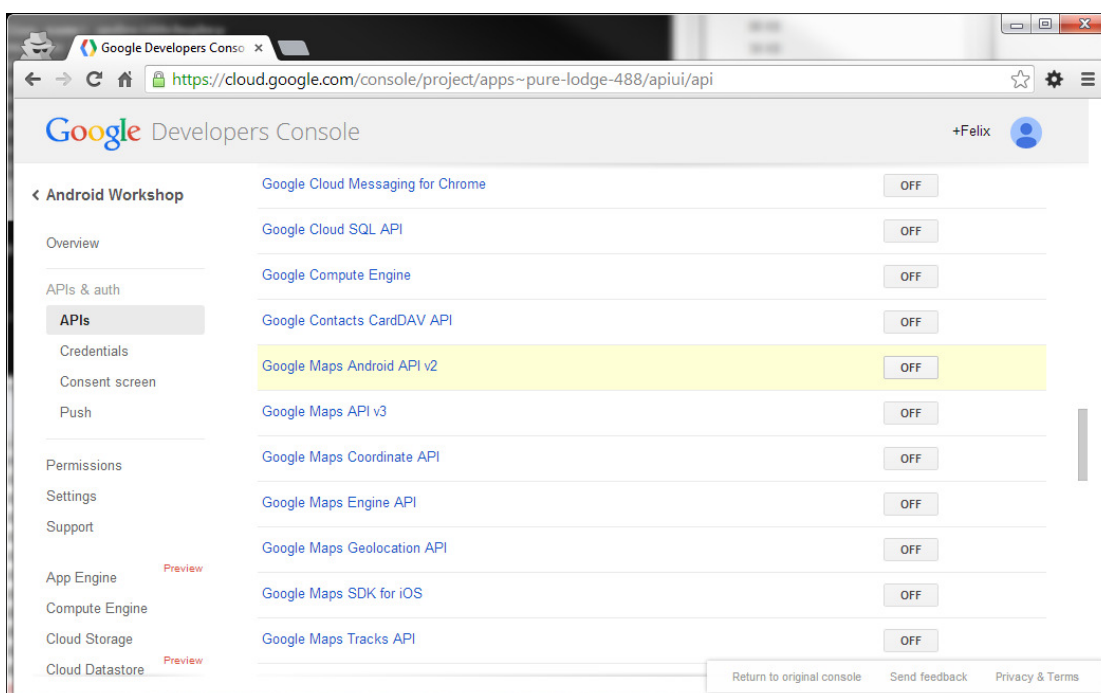 Google Developers Conso
https://cloud.google.com/console/project/apps~pure-lodge-488/apiui/api
Google Developers Console
+Felix
< Android Workshop
Overview
APIs & auth
APIs
Credentials
Consent screen
Push
Permissions
Settings
Support
App Engine Preview
Compute Engine
Cloud Storage
Cloud Datastore Preview
Google Cloud Messaging for Chrome OFF
Google Cloud SQL API OFF
Google Compute Engine OFF
Google Contacts CardDAV API OFF
Google Maps Android API v2 OFF
Google Maps API v3 OFF
Google Maps Coordinate API OFF
Google Maps Engine API OFF
Google Maps Geolocation API OFF
Google Maps SDK for iOS OFF
Google Maps Tracks API OFF
Return to original console Send feedback Privacy & Terms